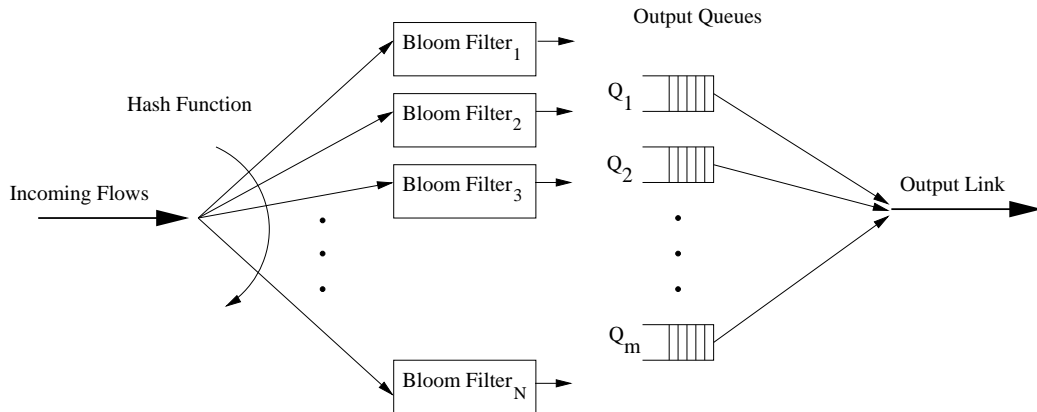 Output Queues
Bloom Filter1
Hash Function
Q1
Bloom Filter2
Q2
Bloom Filter3
Incoming Flows
Output Link
Qm
Bloom FilterN